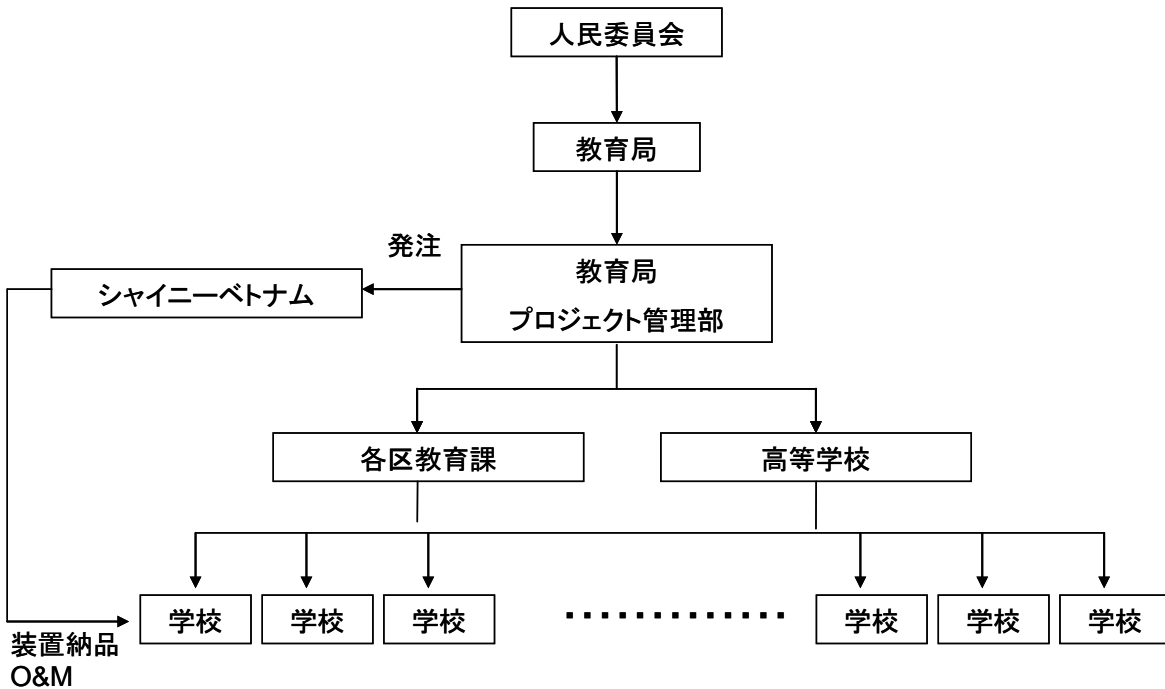 人民委員会
教育局
発注
教育局
プロジェクト管理部
シャイニーベトナム
各区教育課
高等学校
学校
学校
学校
学校
学校
学校
装置納品
O&M